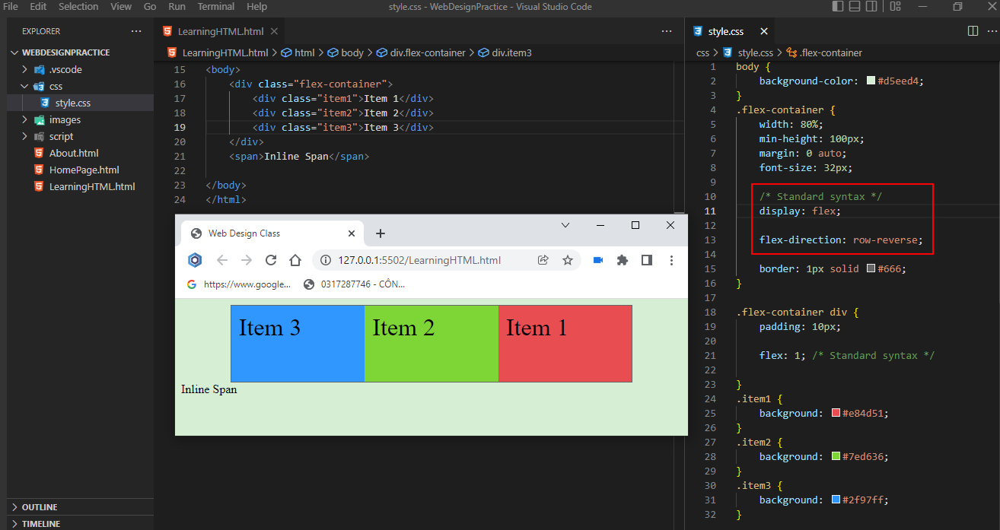 File Edit Selection View Go Run Terminal Help style.css - WebDesignPractice - Visual Studio Code
EXPLORER
WEBDESIGNPRACTICE
.vscode
css
style.css
images
script
About.html
HomePage.html
LearningHTML.html
OUTLINE
TIMELINE
LearningHTML.html
LearningHTML.html > html > body > div.flex-container > div.item3
15 <body>
16 <div class="flex-container">
17 <div class="item1">Item 1</div>
18 <div class="item2">Item 2</div>
19 <div class="item3">Item 3</div>
20 </div>
21 <span>Inline Span</span>
22
23 </body>
24 </html>
Web Design Class
127.0.0.1:5502/LearningHTML.html
https://www.google... 0317287746 - CÔN...
Item 3 Item 2 Item 1
Inline Span
style.css
css > style.css > .flex-container
1 body {
2 background-color: #d5eed4;
3 }
4 .flex-container {
5 width: 80%;
6 min-height: 100px;
7 margin: 0 auto;
8 font-size: 32px;
9
10 /* Standard syntax */
11 display: flex;
12
13 flex-direction: row-reverse;
14
15 border: 1px solid #666;
16 }
17
18 .flex-container div {
19 padding: 10px;
20
21 flex: 1; /* Standard syntax */
22
23 }
24 .item1 {
25 background: #e84d51;
26 }
27 .item2 {
28 background: #7ed636;
29 }
30 .item3 {
31 background: #2f97ff;
32 }